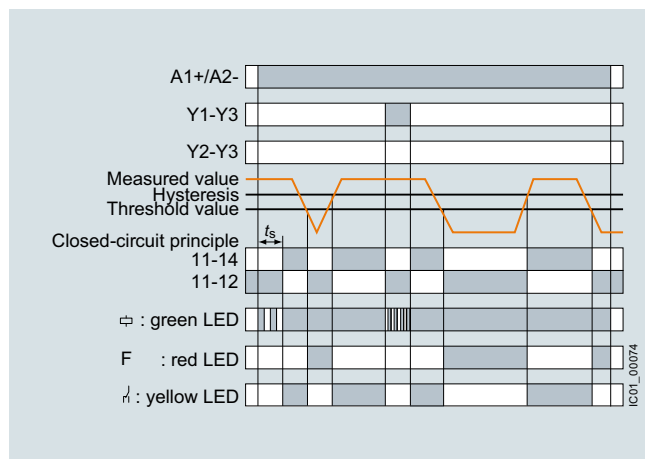 A1+/A2-
Y1-Y3
Y2-Y3
Measured value
Hysteresis
Threshold value
Closed-circuit principle
ts
11-14
11-12
: green LED
F : red LED
: yellow LED
IC01_00074